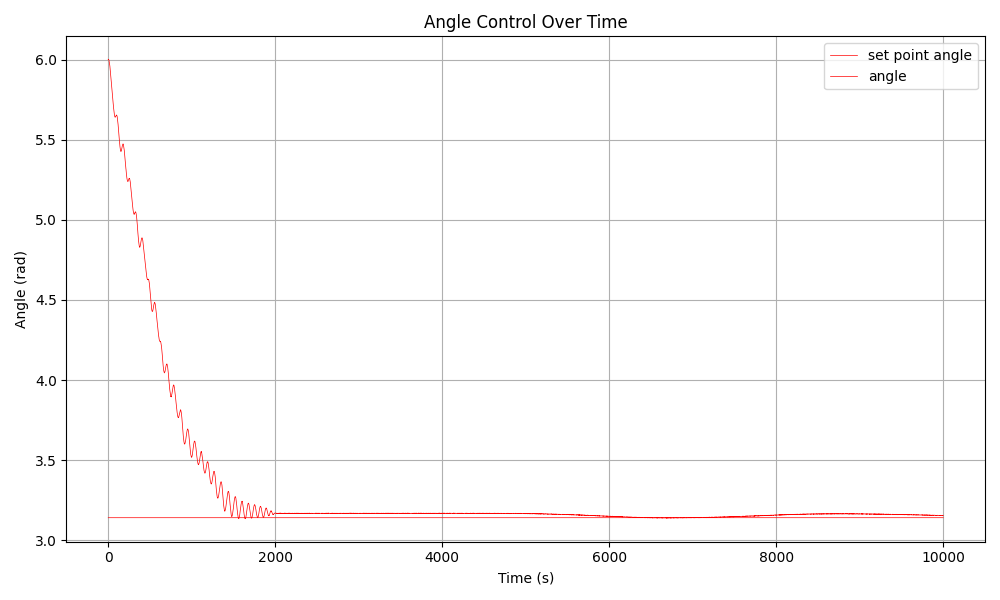 Angle Control Over Time
set point angle
angle
6.0
5.5
5.0
4.5
4.0
3.5
3.0
Angle (rad)
0 2000 4000 6000 8000 10000
Time (s)